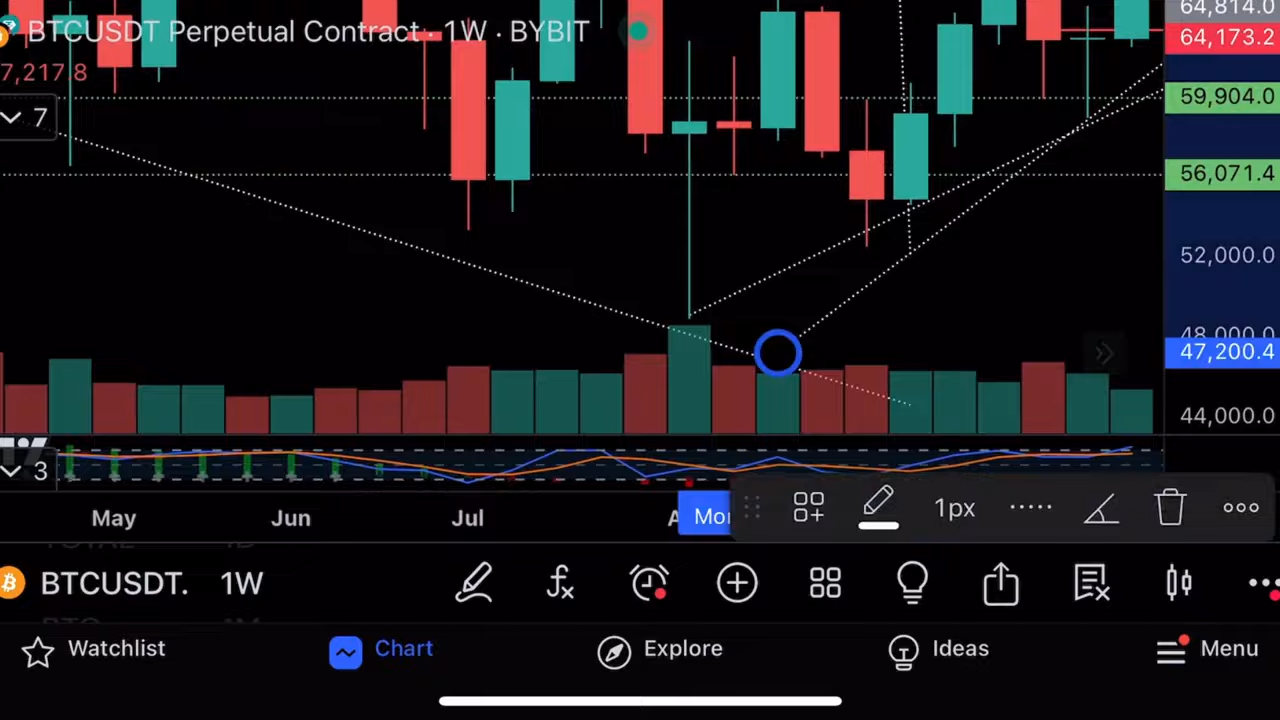 BTCUSDT Perpetual Contract · 1W · BYBIT
64,814.0
64,173.2
7,217.8
59,904.0
7
56,071.4
52,000.0
48,000.0
47,200.4
44,000.0
3
May Jun Jul A Mon
1px
BTCUSDT. 1W
Watchlist Chart Explore Ideas Menu